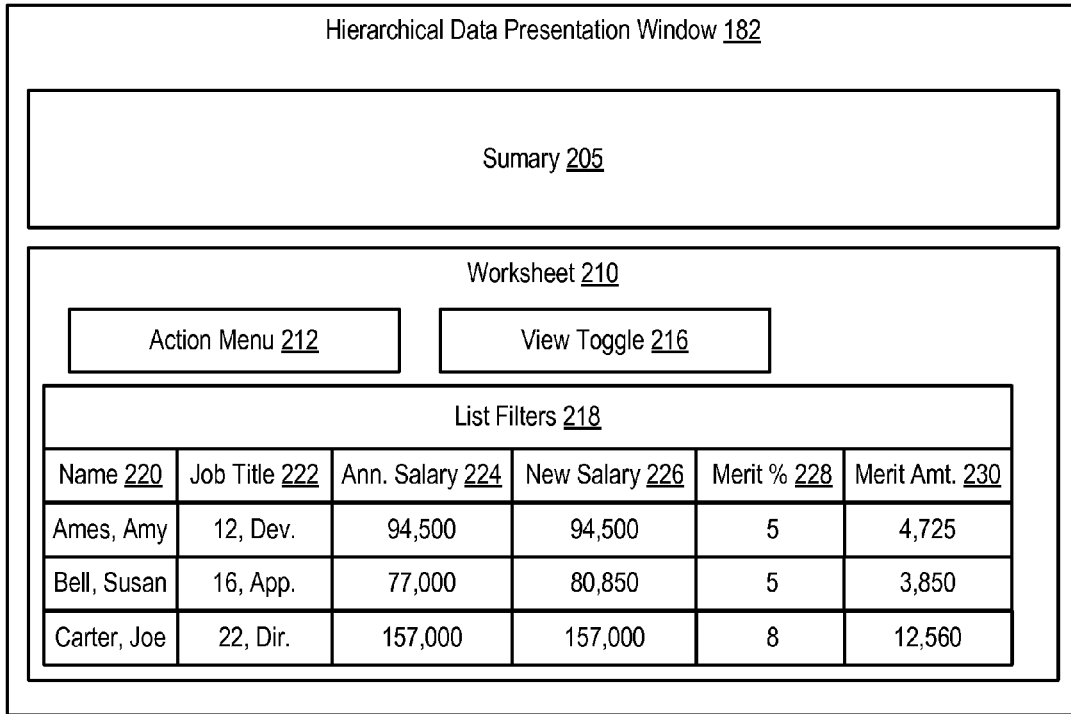 Hierarchical Data Presentation Window 182
Sumary 205
Worksheet 210
Action Menu 212 View Toggle 216
List Filters 218
Name 220 Job Title 222 Ann. Salary 224 New Salary 226 Merit % 228 Merit Amt. 230
Ames, Amy 12, Dev. 94,500 94,500 5 4,725
Bell, Susan 16, App. 77,000 80,850 5 3,850
Carter, Joe 22, Dir. 157,000 157,000 8 12,560